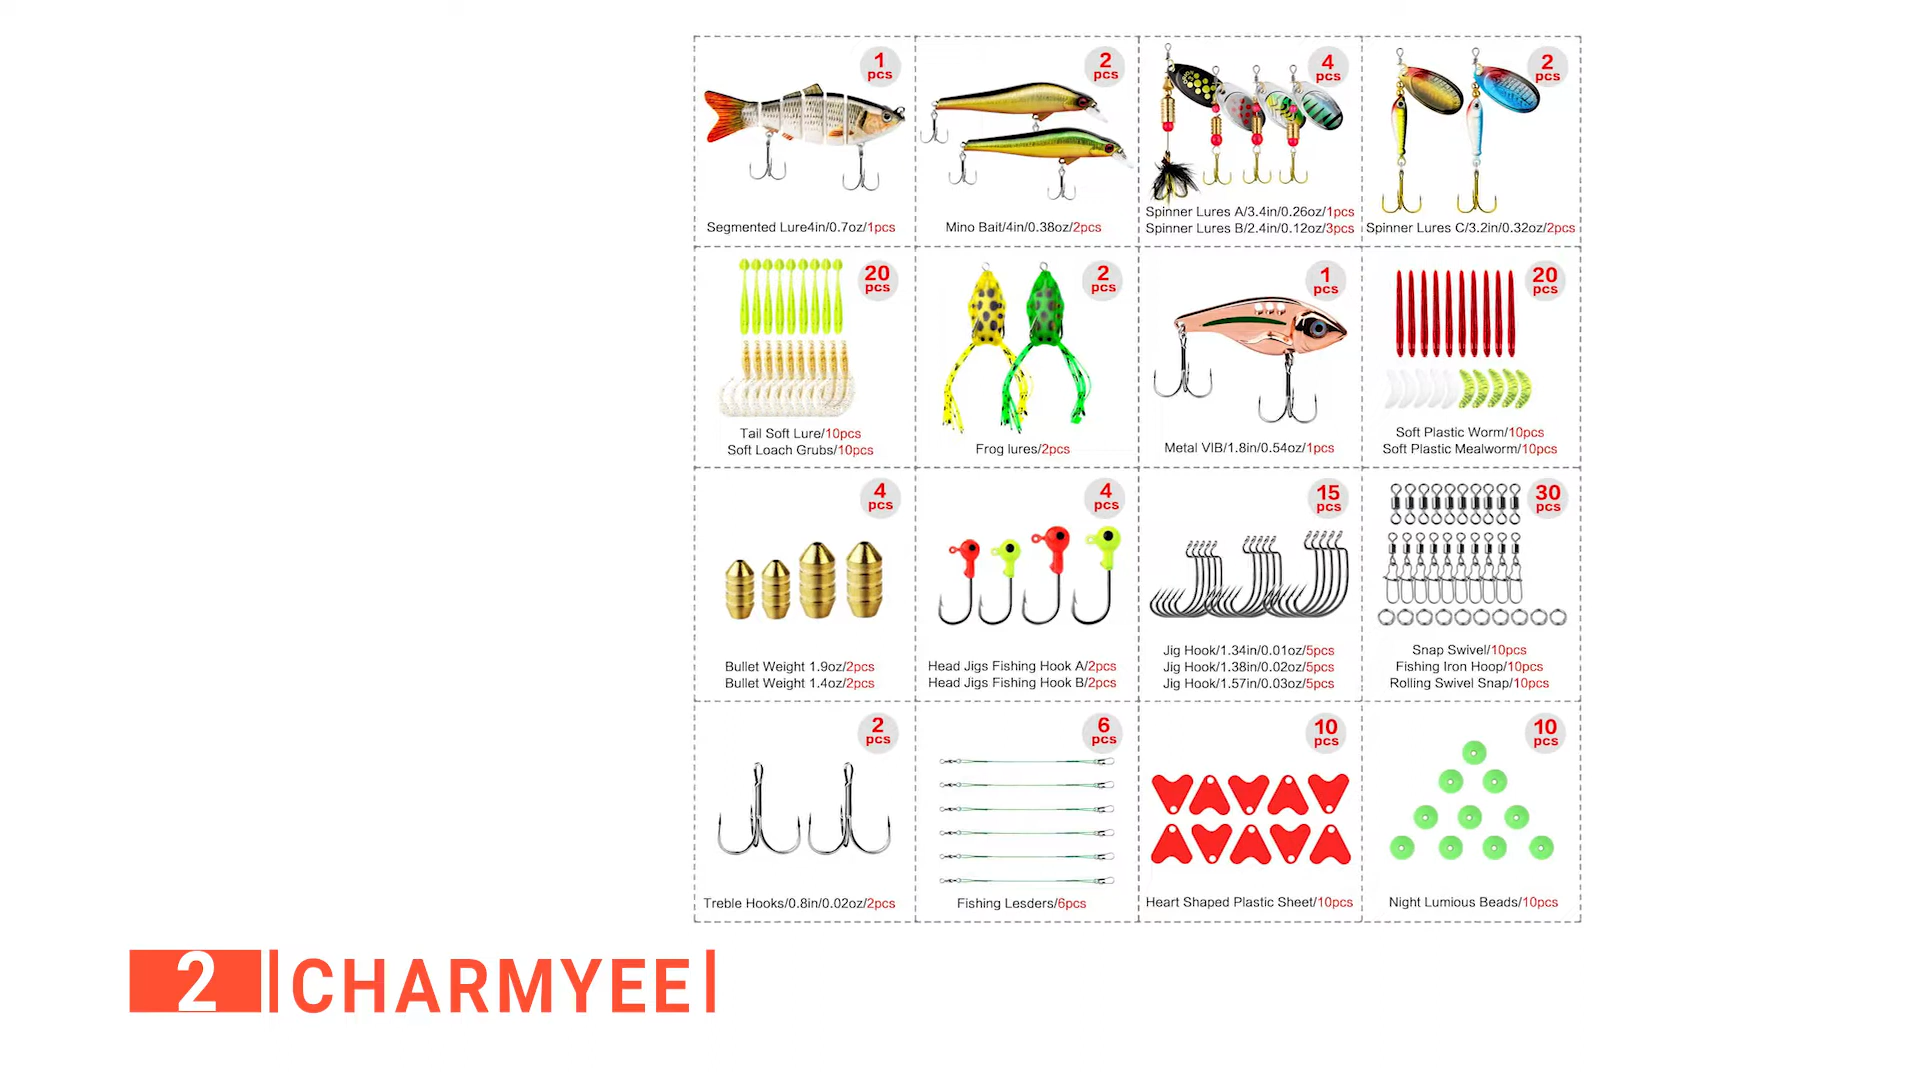 1
pcs
Segmented Lure4in/0.7oz/1pcs
2
pcs
Mino Bait/4in/0.38oz/2pcs
4
pcs
Spinner Lures A/3.4in/0.26oz/1pcs
Spinner Lures B/2.4in/0.12oz/3pcs
2
pcs
Spinner Lures C/3.2in/0.32oz/2pcs
20
pcs
Tail Soft Lure/10pcs
Soft Loach Grubs/10pcs
2
pcs
Frog lures/2pcs
1
pcs
Metal VIB/1.8in/0.54oz/1pcs
20
pcs
Soft Plastic Worm/10pcs
Soft Plastic Mealworm/10pcs
4
pcs
Bullet Weight 1.9oz/2pcs
Bullet Weight 1.4oz/2pcs
4
pcs
Head Jigs Fishing Hook A/2pcs
Head Jigs Fishing Hook B/2pcs
15
pcs
Jig Hook/1.34in/0.01oz/5pcs
Jig Hook/1.38in/0.02oz/5pcs
Jig Hook/1.57in/0.03oz/5pcs
30
pcs
Snap Swivel/10pcs
Fishing Iron Hoop/10pcs
Rolling Swivel Snap/10pcs
2
pcs
Treble Hooks/0.8in/0.02oz/2pcs
6
pcs
Fishing Lesders/6pcs
10
pcs
Heart Shaped Plastic Sheet/10pcs
10
pcs
Night Lumious Beads/10pcs
2 CHARMYEE